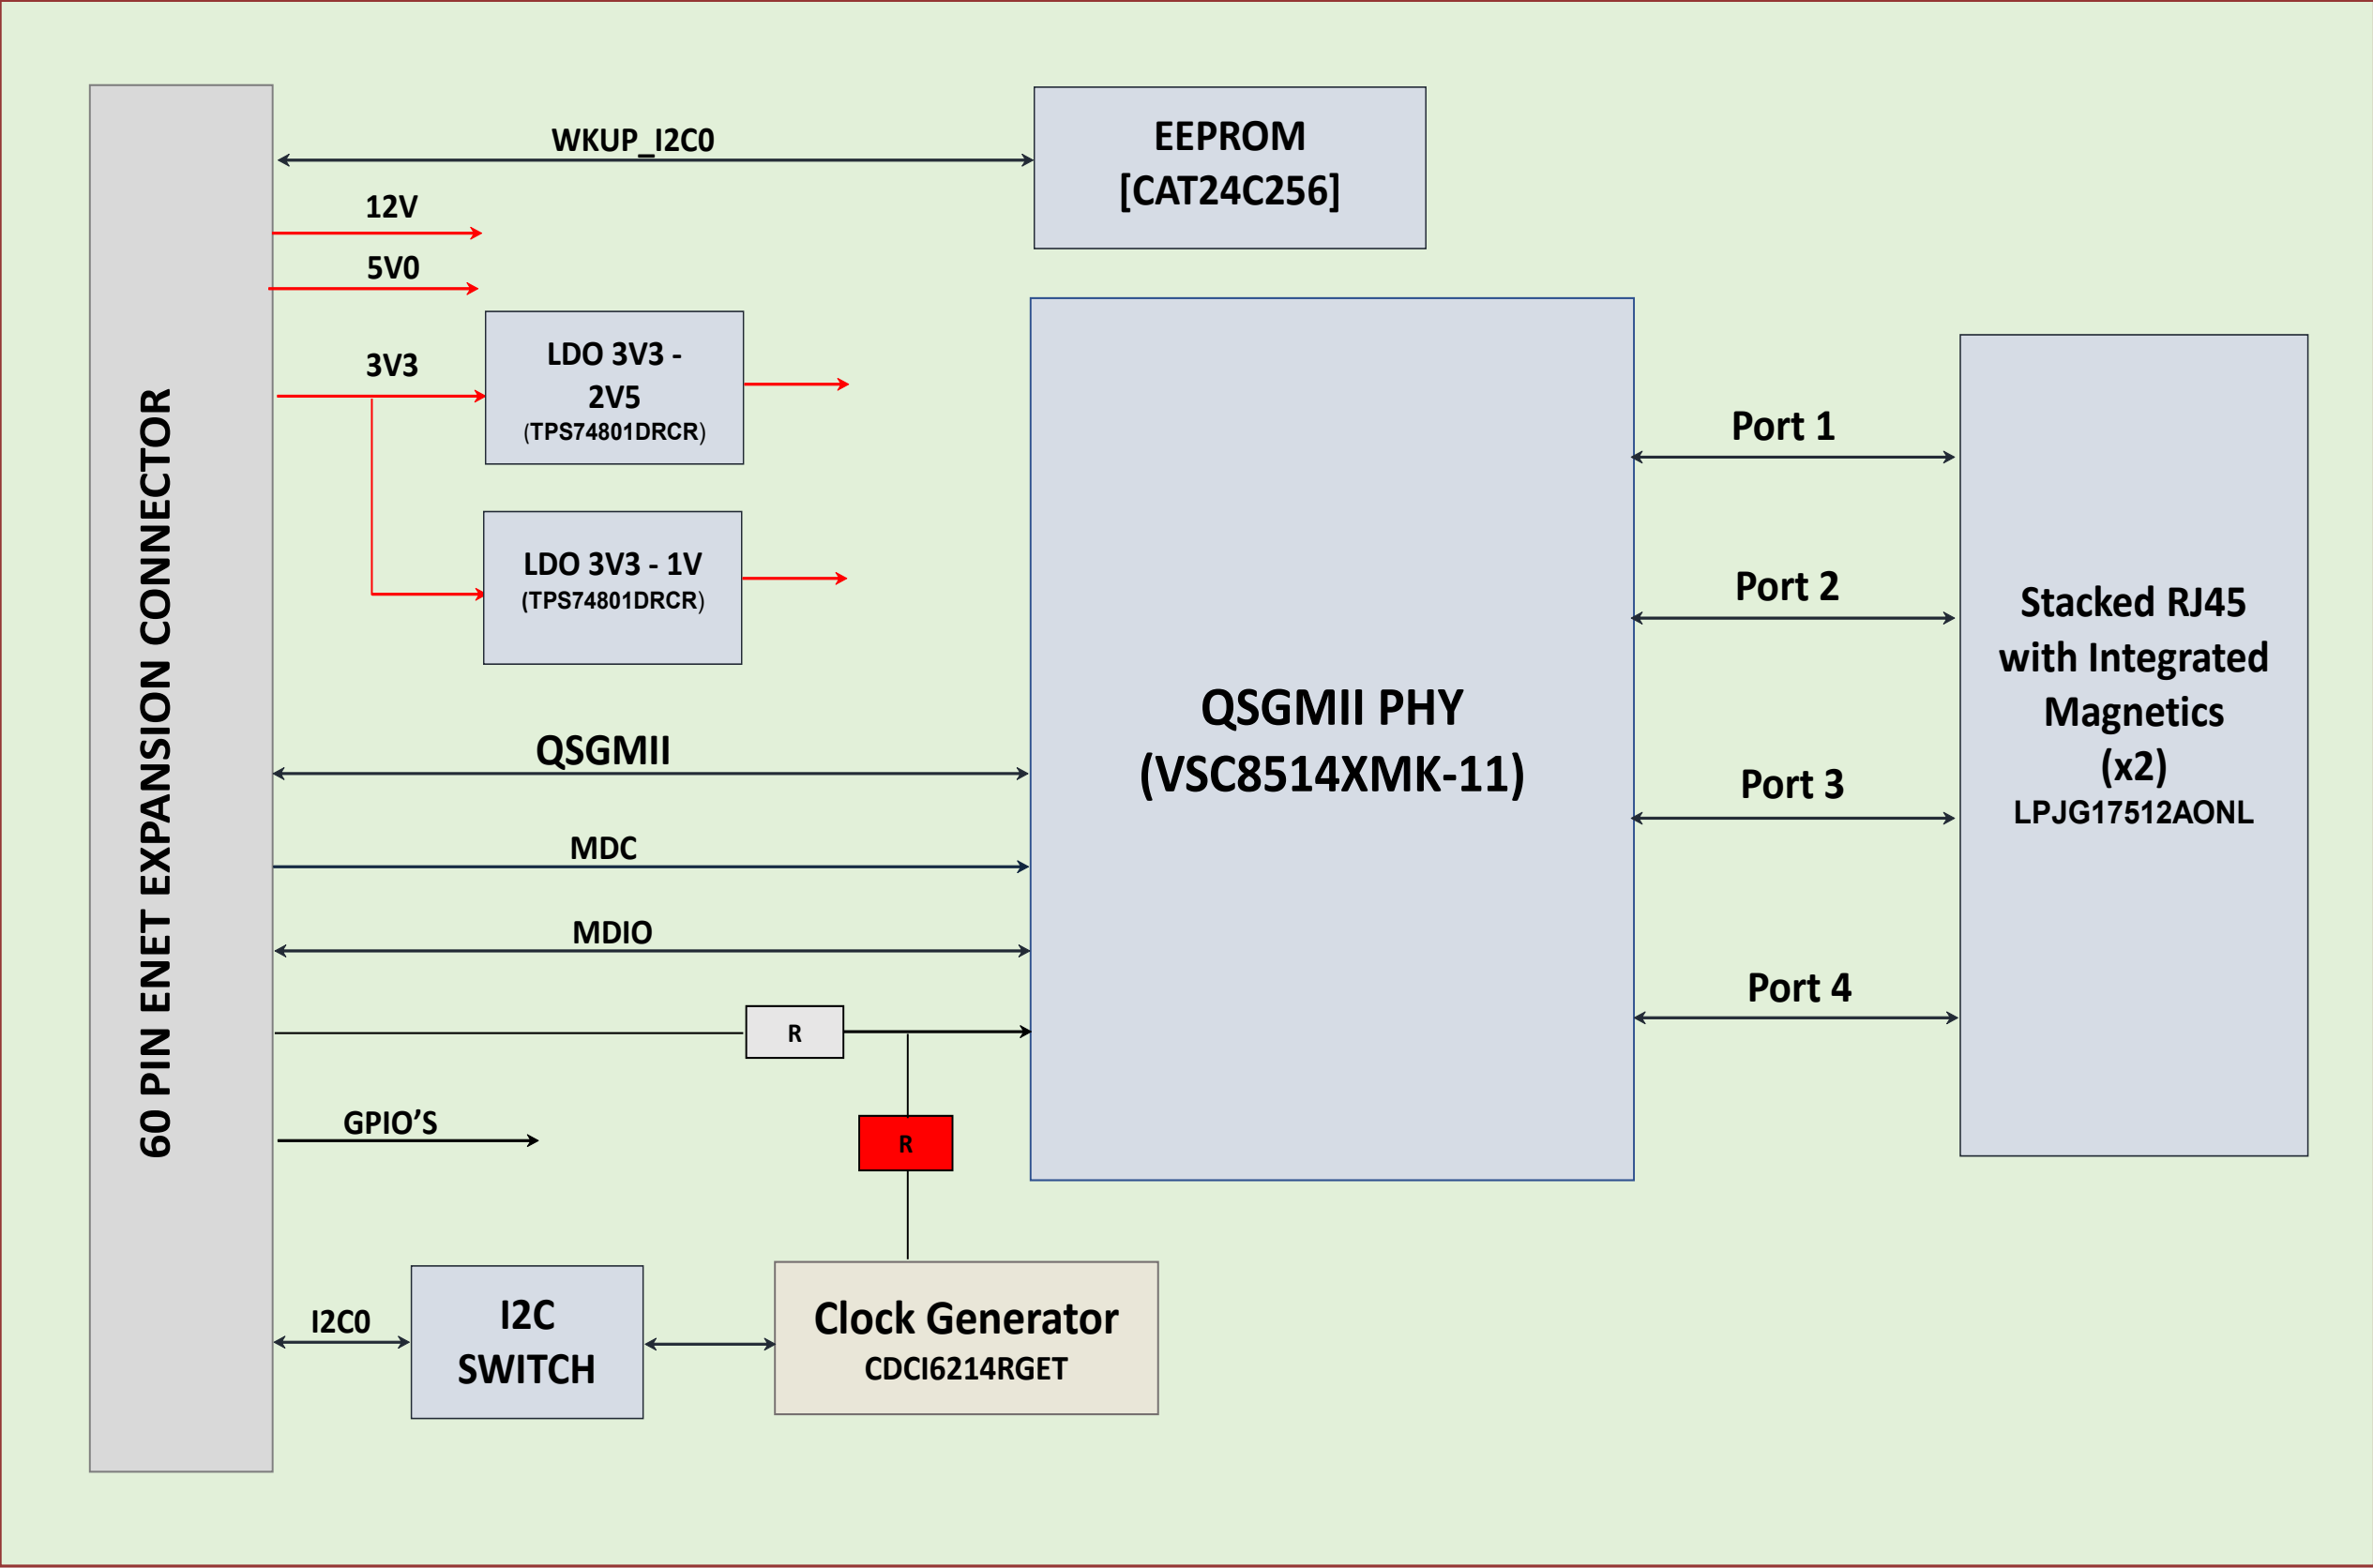 60 PIN ENET EXPANSION CONNECTOR
WKUP_I2C0
EEPROM
[CAT24C256]
12V
5V0
3V3
LDO 3V3 -
2V5
(TPS74801DRCR)
LDO 3V3 - 1V
(TPS74801DRCR)
QSGMII
MDC
MDIO
R
GPIO’S
R
I2C0
I2C
SWITCH
Clock Generator
CDCI6214RGET
QSGMII PHY
(VSC8514XMK-11)
Port 1
Port 2
Port 3
Port 4
Stacked RJ45
with Integrated
Magnetics
(x2)
LPJG17512AONL